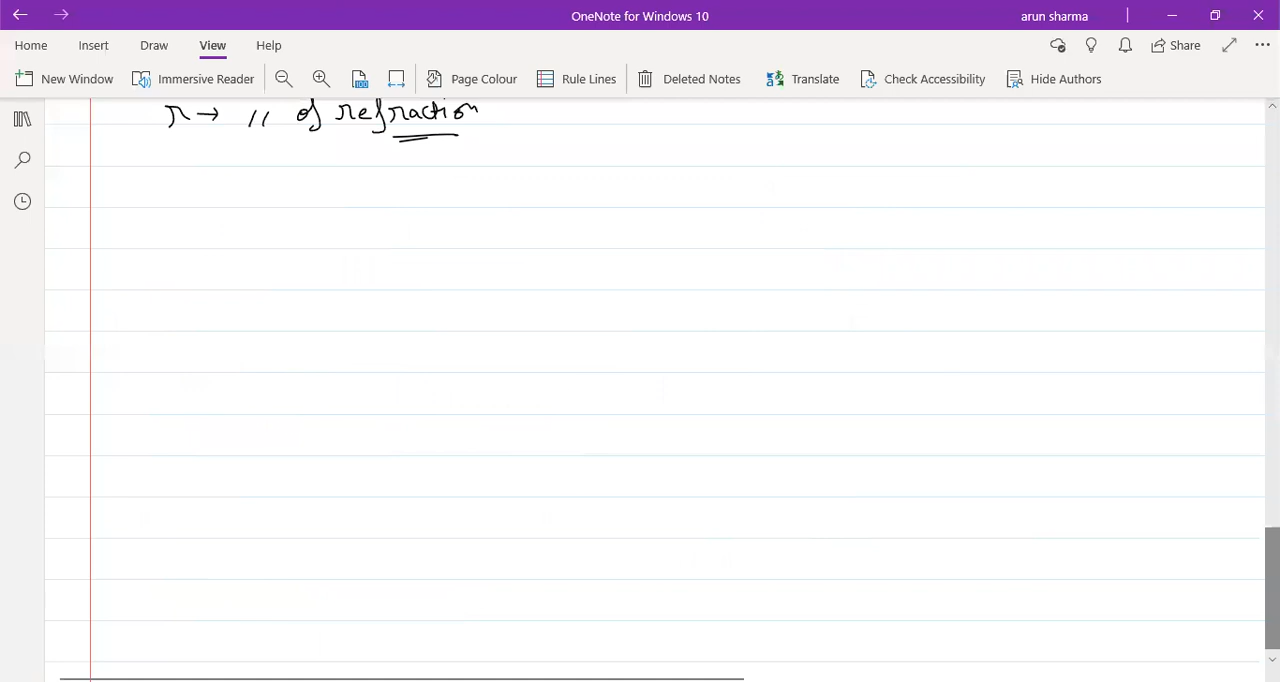 OneNote for Windows 10
arun sharma
Home Insert Draw View Help
Share
New Window Immersive Reader Page Colour Rule Lines Deleted Notes Translate Check Accessibility Hide Authors
r → // of refraction